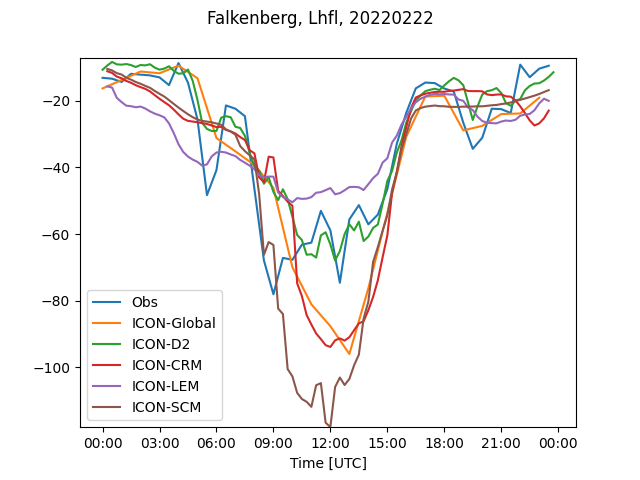 Falkenberg, Lhfl, 20220222
−20
−40
−60
−80
−100
Obs
ICON-Global
ICON-D2
ICON-CRM
ICON-LEM
ICON-SCM
00:00 03:00 06:00 09:00 12:00 15:00 18:00 21:00 00:00
Time [UTC]